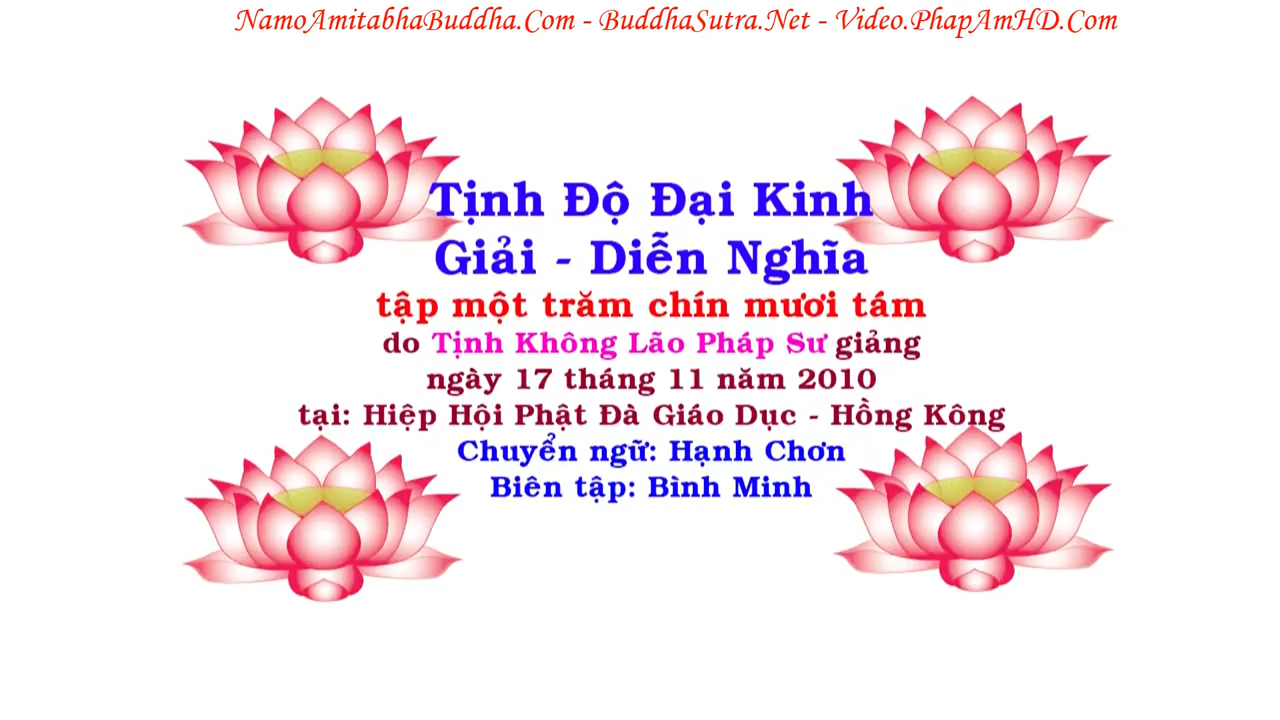 NamoAmitabhaBuddha.Com - BuddhaSutra.Net - Video.PhapAmHD.Com
Tịnh Độ Đại Kinh
Giải - Diễn Nghĩa
tập một trăm chín mươi tám
do Tịnh Không Lão Pháp Sư giảng
ngày 17 tháng 11 năm 2010
tại: Hiệp Hội Phật Đà Giáo Dục - Hồng Kông
Chuyển ngữ: Hạnh Chơn
Biên tập: Bình Minh